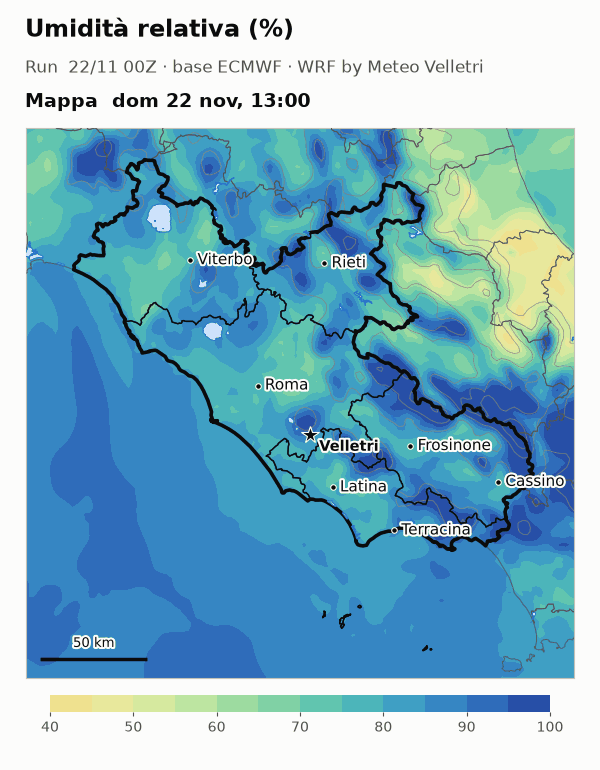 Umidità relativa (%)
Run  22/11 00Z · base ECMWF · WRF by Meteo Velletri
Mappa  dom 22 nov, 13:00
Viterbo
Rieti
Roma
Velletri
Frosinone
Latina
Cassino
Terracina
50 km
40 50 60 70 80 90 100